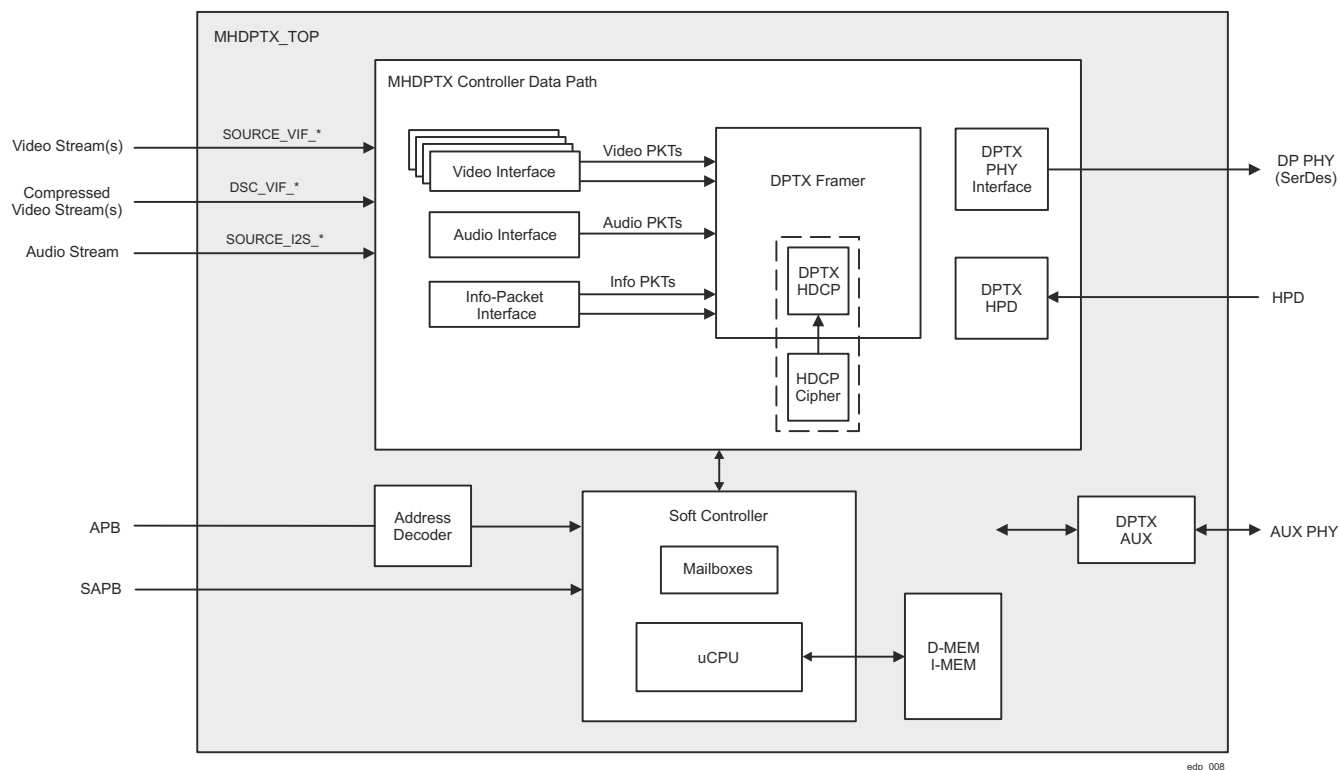 MHDPTX_TOP
MHDPTX Controller Data Path
Video Stream(s)
SOURCE_VIF_*
Compressed
Video Stream(s)
DSC_VIF_*
Audio Stream
SOURCE_I2S_*
Video Interface
Video PKTs
Audio Interface
Audio PKTs
Info-Packet
Interface
Info PKTs
DPTX Framer
DPTX
HDCP
HDCP
Cipher
DPTX
PHY
Interface
DP PHY
(SerDes)
DPTX
HPD
HPD
APB
Address
Decoder
SAPB
Soft Controller
Mailboxes
uCPU
D-MEM
I-MEM
DPTX
AUX
AUX PHY
edp_008